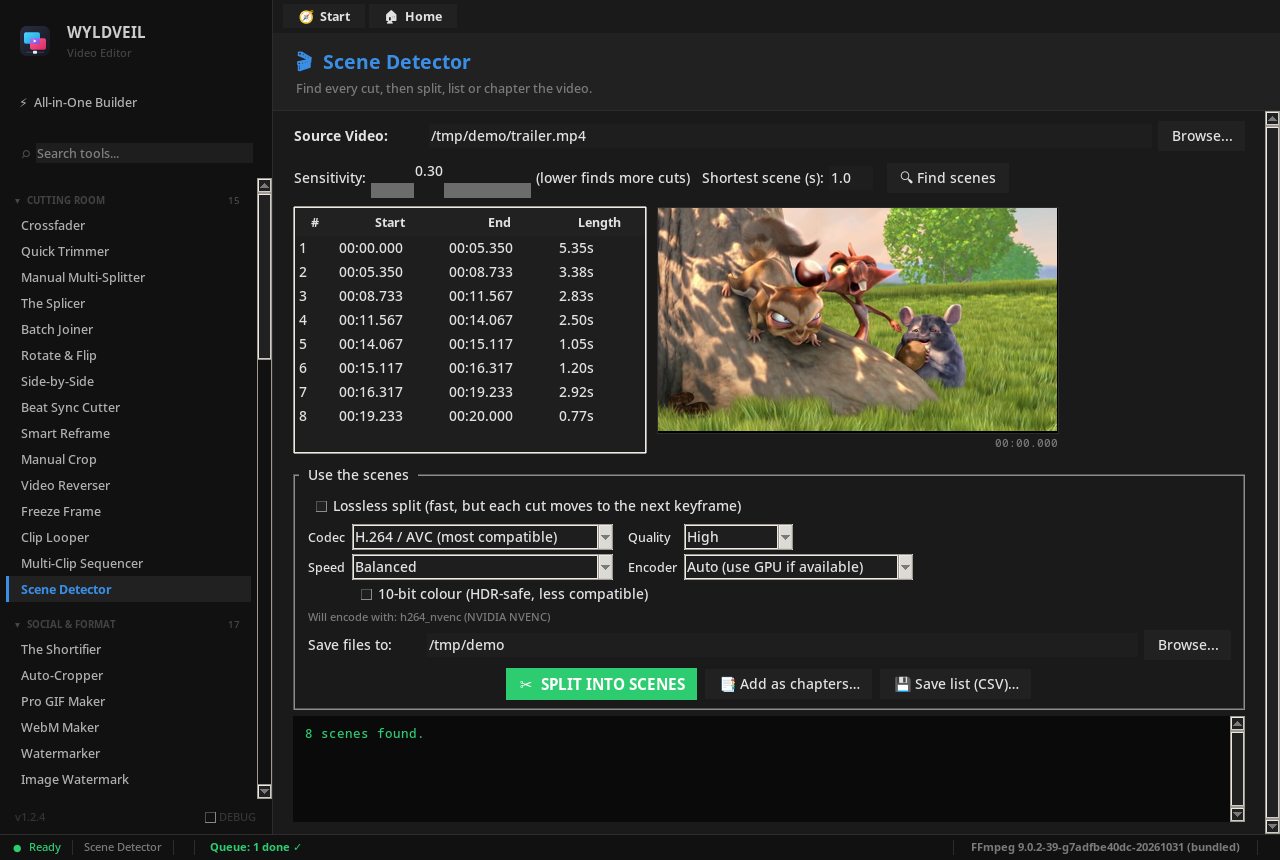 WYLDVEIL
Video Editor
⚡ All-in-One Builder
Search tools...
▾ CUTTING ROOM 15
Crossfader
Quick Trimmer
Manual Multi-Splitter
The Splicer
Batch Joiner
Rotate & Flip
Side-by-Side
Beat Sync Cutter
Smart Reframe
Manual Crop
Video Reverser
Freeze Frame
Clip Looper
Multi-Clip Sequencer
Scene Detector
▾ SOCIAL & FORMAT 17
The Shortifier
Auto-Cropper
Pro GIF Maker
WebM Maker
Watermarker
Image Watermark
v1.2.4 DEBUG
Start Home
Scene Detector
Find every cut, then split, list or chapter the video.
Source Video: /tmp/demo/trailer.mp4 Browse...
Sensitivity: 0.30 (lower finds more cuts) Shortest scene (s): 1.0 Find scenes
# Start End Length
1 00:00.000 00:05.350 5.35s
2 00:05.350 00:08.733 3.38s
3 00:08.733 00:11.567 2.83s
4 00:11.567 00:14.067 2.50s
5 00:14.067 00:15.117 1.05s
6 00:15.117 00:16.317 1.20s
7 00:16.317 00:19.233 2.92s
8 00:19.233 00:20.000 0.77s
00:00.000
Use the scenes
Lossless split (fast, but each cut moves to the next keyframe)
Codec H.264 / AVC (most compatible) Quality High
Speed Balanced Encoder Auto (use GPU if available)
10-bit colour (HDR-safe, less compatible)
Will encode with: h264_nvenc (NVIDIA NVENC)
Save files to: /tmp/demo Browse...
✂ SPLIT INTO SCENES Add as chapters... Save list (CSV)...
8 scenes found.
● Ready Scene Detector Queue: 1 done ✓ FFmpeg 9.0.2-39-g7adfbe40dc-20261031 (bundled)